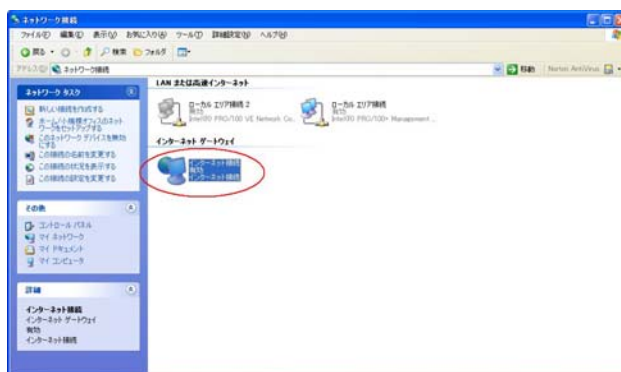 ネットワーク接続
ファイル(F) 編集(E) 表示(V) お気に入り(A) ツール(T) 詳細設定(N) ヘルプ(H)
戻る 検索 フォルダ
アドレス(D) ネットワーク接続 移動 Norton AntiVirus
ネットワーク タスク
新しい接続を作成する
ホーム/小規模オフィスのネットワークをセットアップする
このネットワーク デバイスを無効にする
この接続の名前を変更する
この接続の状況を表示する
この接続の設定を変更する
その他
コントロール パネル
マイ ネットワーク
マイ ドキュメント
マイ コンピュータ
詳細
インターネット接続
インターネット ゲートウェイ
有効
インターネット接続
LAN または高速インターネット
ローカル エリア接続 2
有効
Intel(R) PRO/100 VE Network Co...
ローカル エリア接続
有効
Intel(R) PRO/100+ Management ...
インターネット ゲートウェイ
インターネット接続
有効
インターネット接続